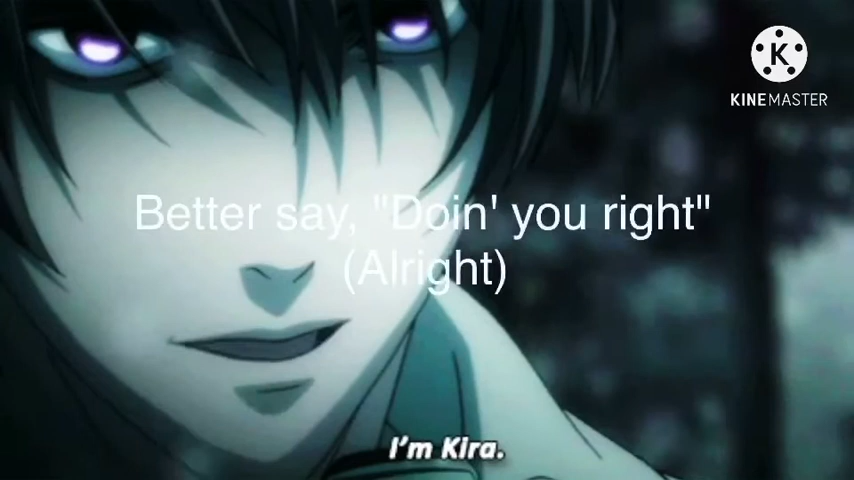 K
KINEMASTER
Better say, "Doin' you right"
(Alright)
I'm Kira.